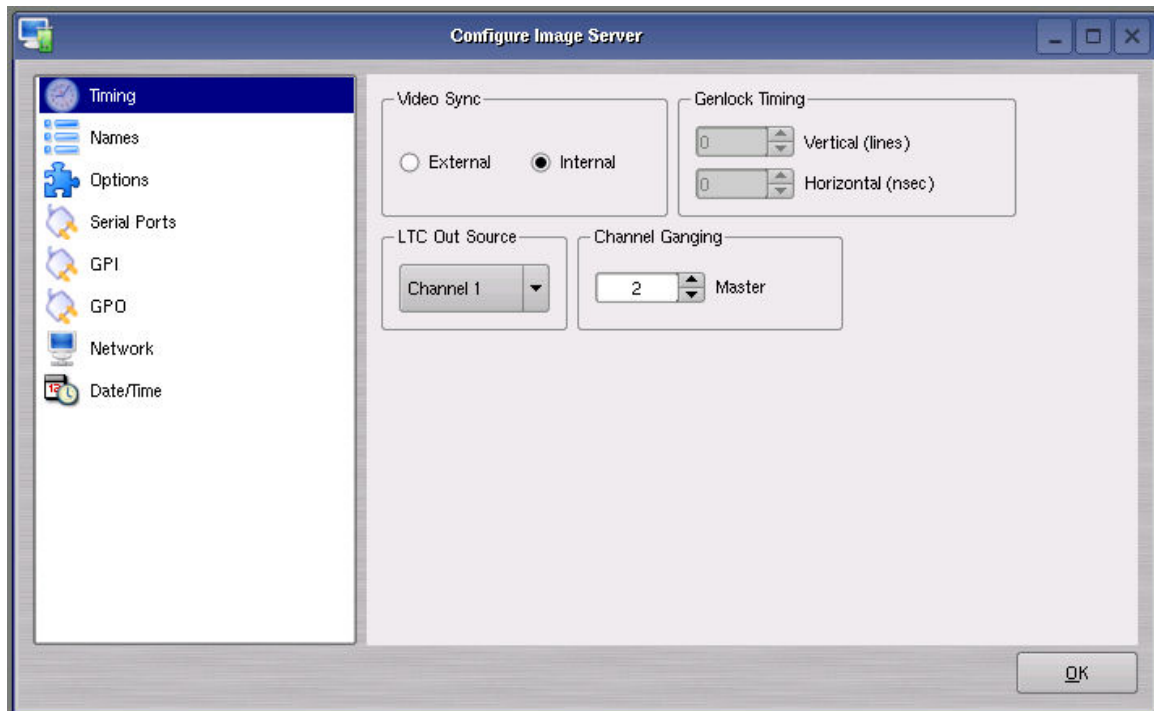 Configure Image Server
Timing
Names
Options
Serial Ports
GPI
GPO
Network
Date/Time
Video Sync
External
Internal
Genlock Timing
0 Vertical (lines)
0 Horizontal (nsec)
LTC Out Source
Channel 1
Channel Ganging
2 Master
OK